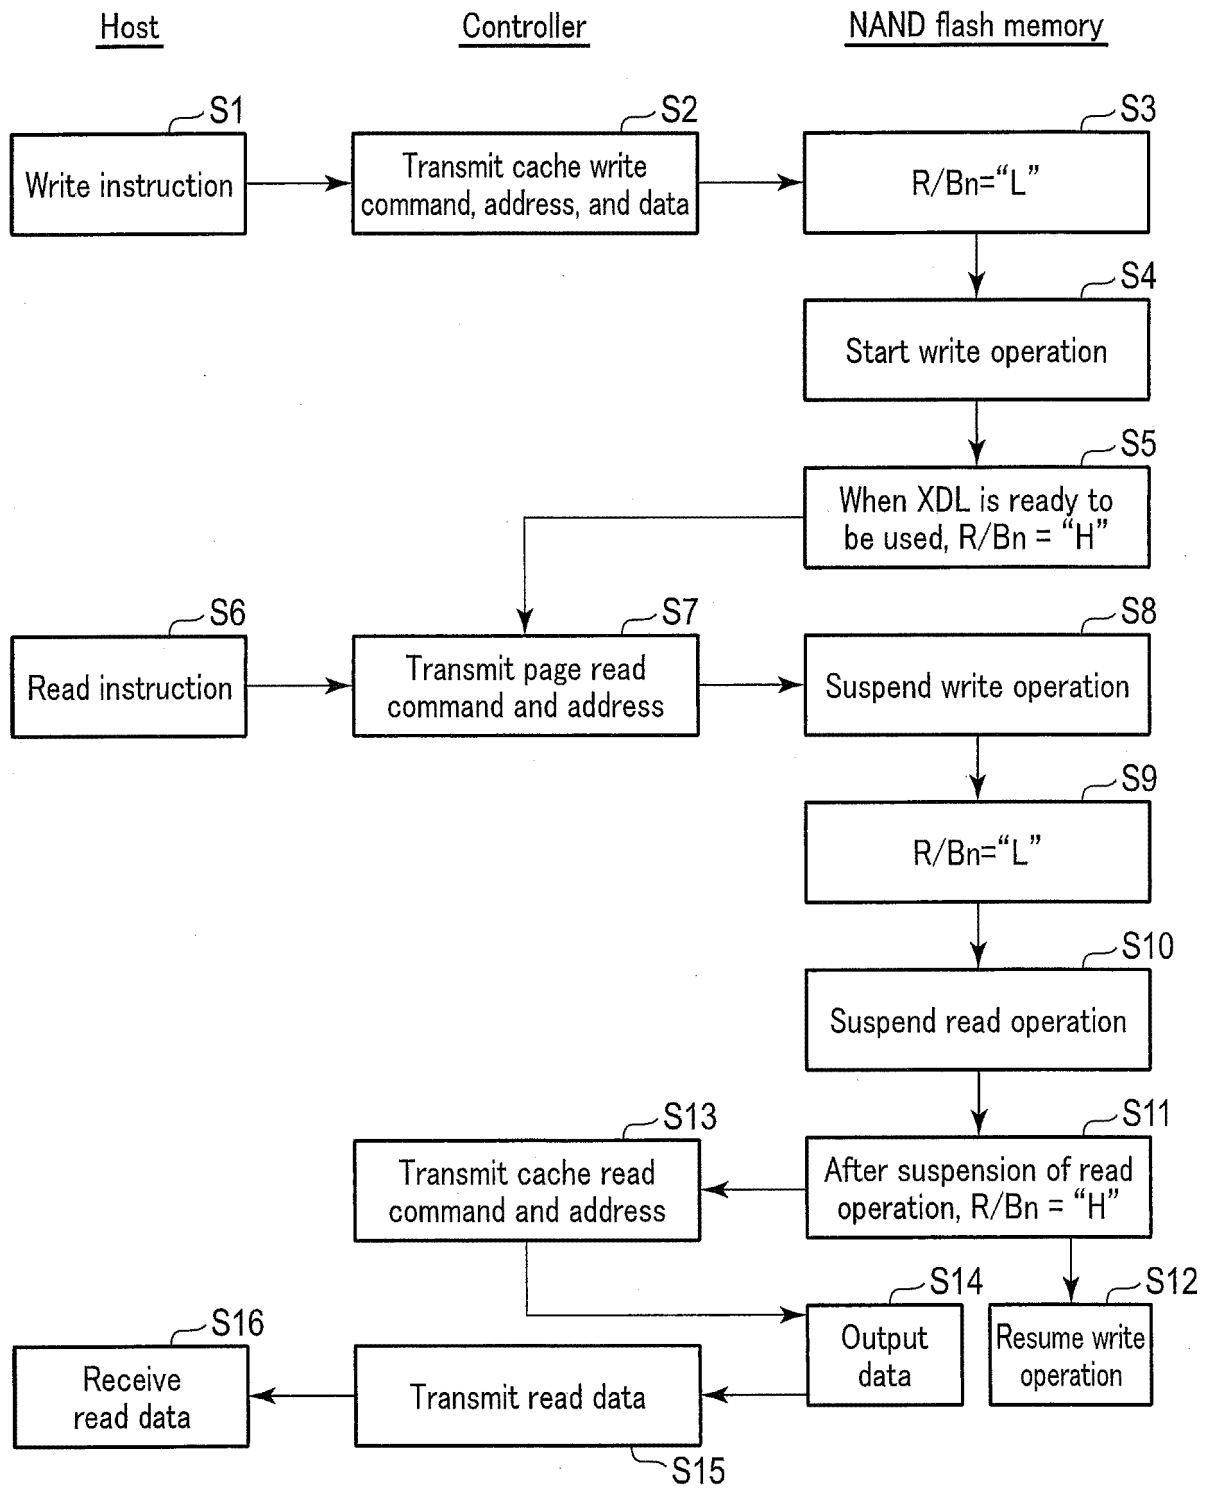 Host
Controller
NAND flash memory
S1
Write instruction
S2
Transmit cache write
command, address, and data
S3
R/Bn=“L”
S4
Start write operation
S5
When XDL is ready to
be used, R/Bn = “H”
S6
Read instruction
S7
Transmit page read
command and address
S8
Suspend write operation
S9
R/Bn=“L”
S10
Suspend read operation
S11
After suspension of read
operation, R/Bn = “H”
S13
Transmit cache read
command and address
S14
Output
data
S12
Resume write
operation
S16
Receive
read data
Transmit read data
S15